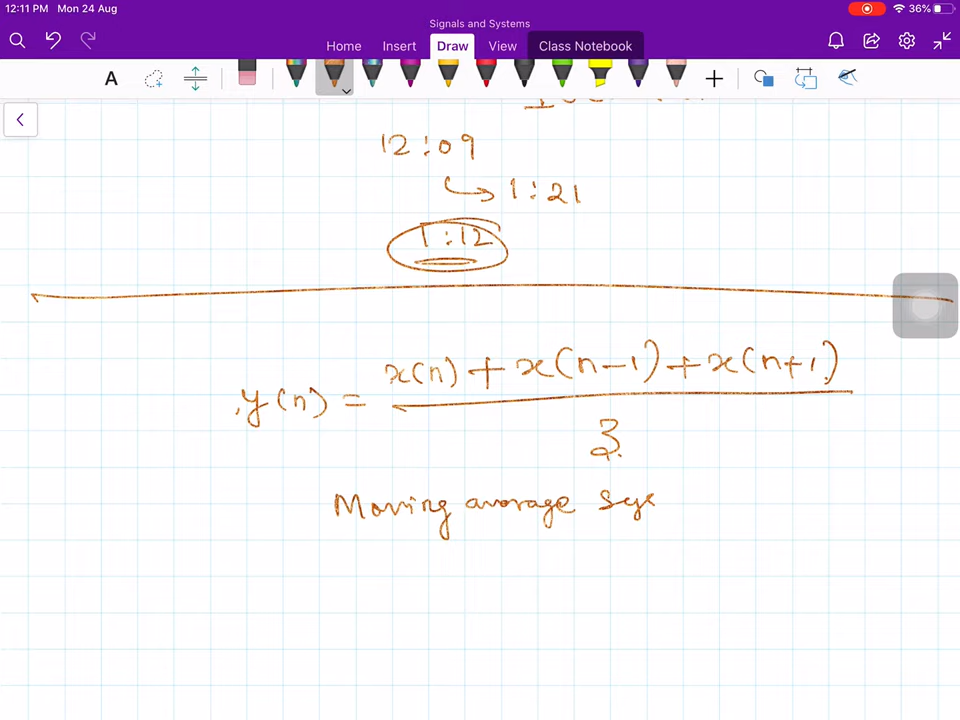 12:11 PM Mon 24 Aug
36%
Signals and Systems
Home Insert Draw View Class Notebook
A
12:09
1:21
1:12
y(n) = x(n) + x(n-1) + x(n+1)
3
Moving average Sys